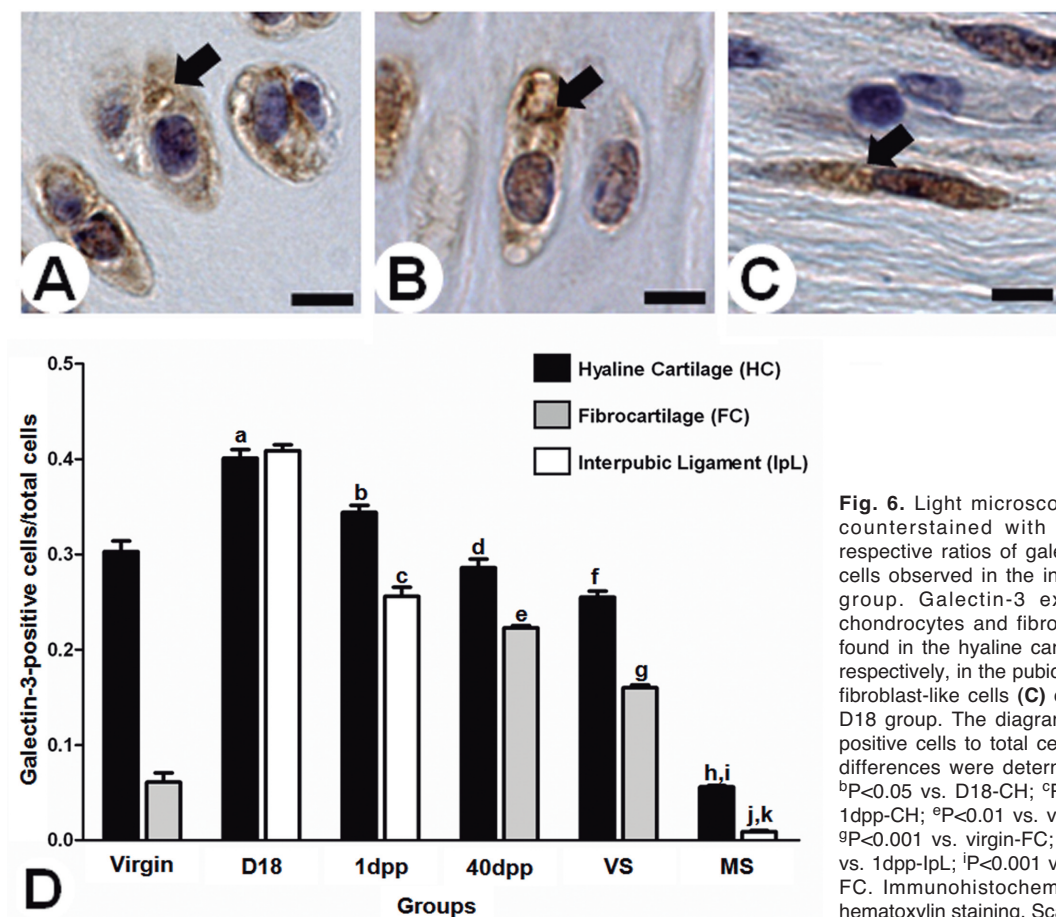 A
B
C
0.5
0.4
0.3
0.2
0.1
0.0
Galectin-3-positive cells/total cells
Hyaline Cartilage (HC)
Fibrocartilage (FC)
Interpubic Ligament (IpL)
a
b
c
d
e
f
g
h,i
j,k
Virgin
D18
1dpp
40dpp
VS
MS
Groups
D
Fig. 6. Light microsco
counterstained with
respective ratios of gale
cells observed in the in
group. Galectin-3 ex
chondrocytes and fibro
found in the hyaline car
respectively, in the pubic
fibroblast-like cells (C)
D18 group. The diagran
positive cells to total ce
differences were determ
bP<0.05 vs. D18-CH; cP
1dpp-CH; eP<0.01 vs. v
gP<0.001 vs. virgin-FC;
vs. 1dpp-IpL; iP<0.001 v
FC. Immunohistochem
hematoxylin staining. Sc